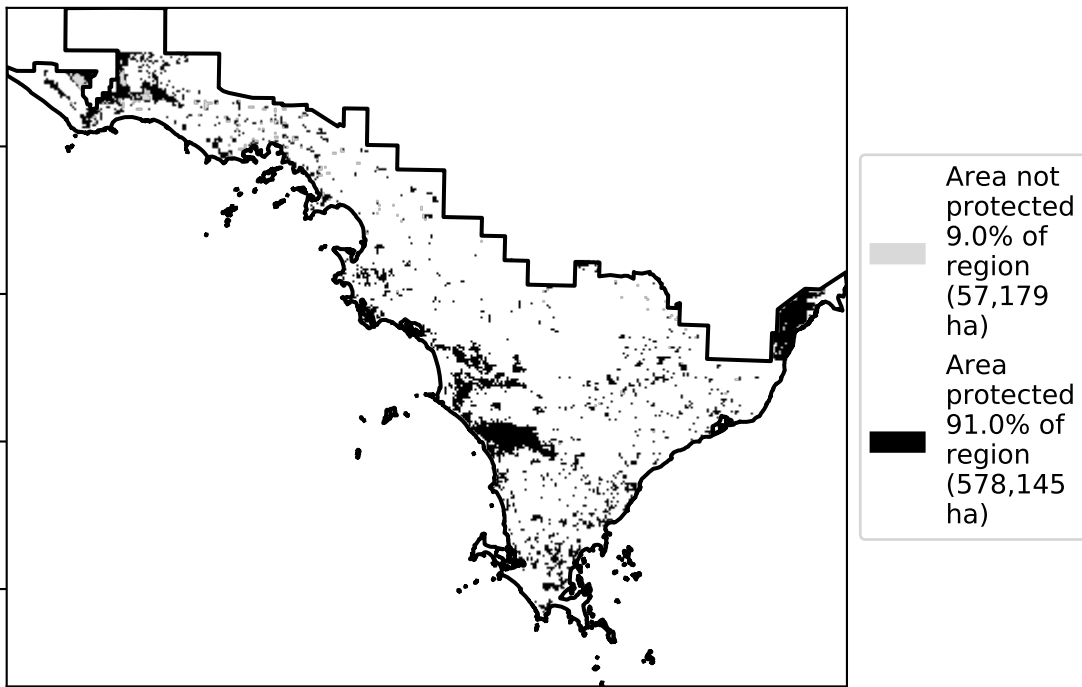 Area not
protected
9.0% of
region
(57,179
ha)
Area
protected
91.0% of
region
(578,145
ha)